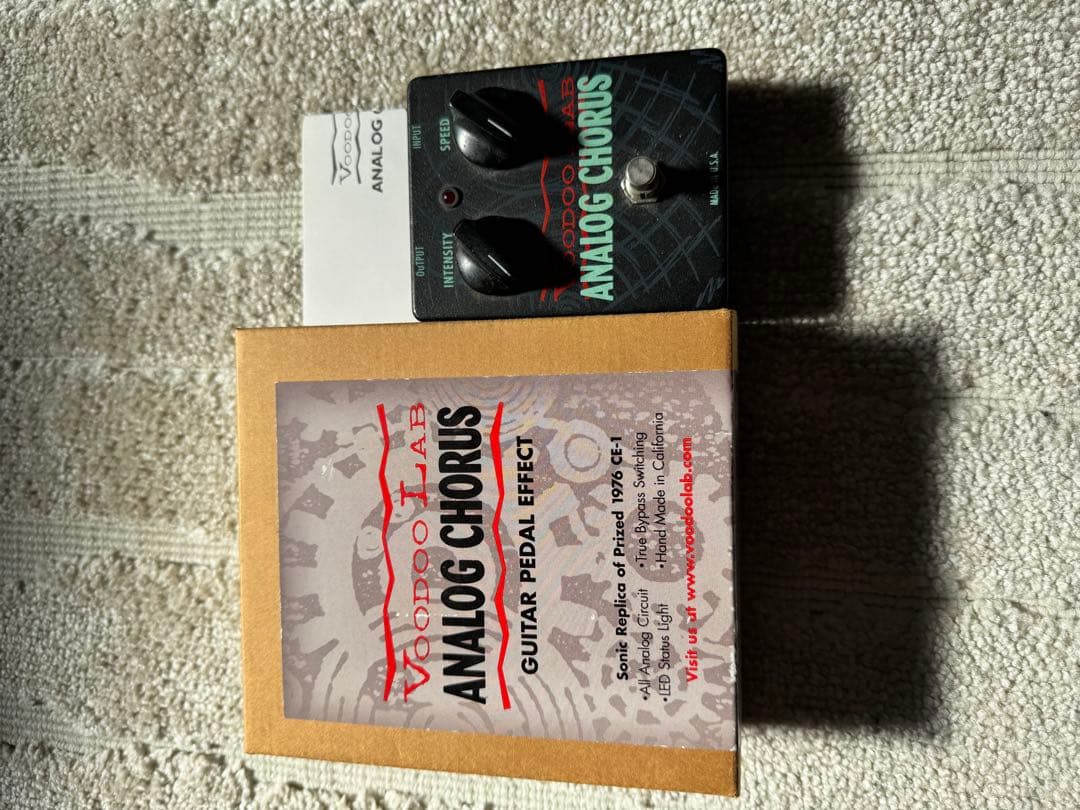 VOODOO LAB
ANALOG CHORUS
GUITAR PEDAL EFFECT
Sonic Replica of Prized 1976 CE-1
•All Analog Circuit •True Bypass Switching
•LED Status Light •Hand Made in California
Visit us at www.voodoolab.com
VOODOO
ANALOG C
OUTPUT INPUT
INTENSITY SPEED
VOODOO LAB
ANALOG CHORUS
MADE U.S.A.